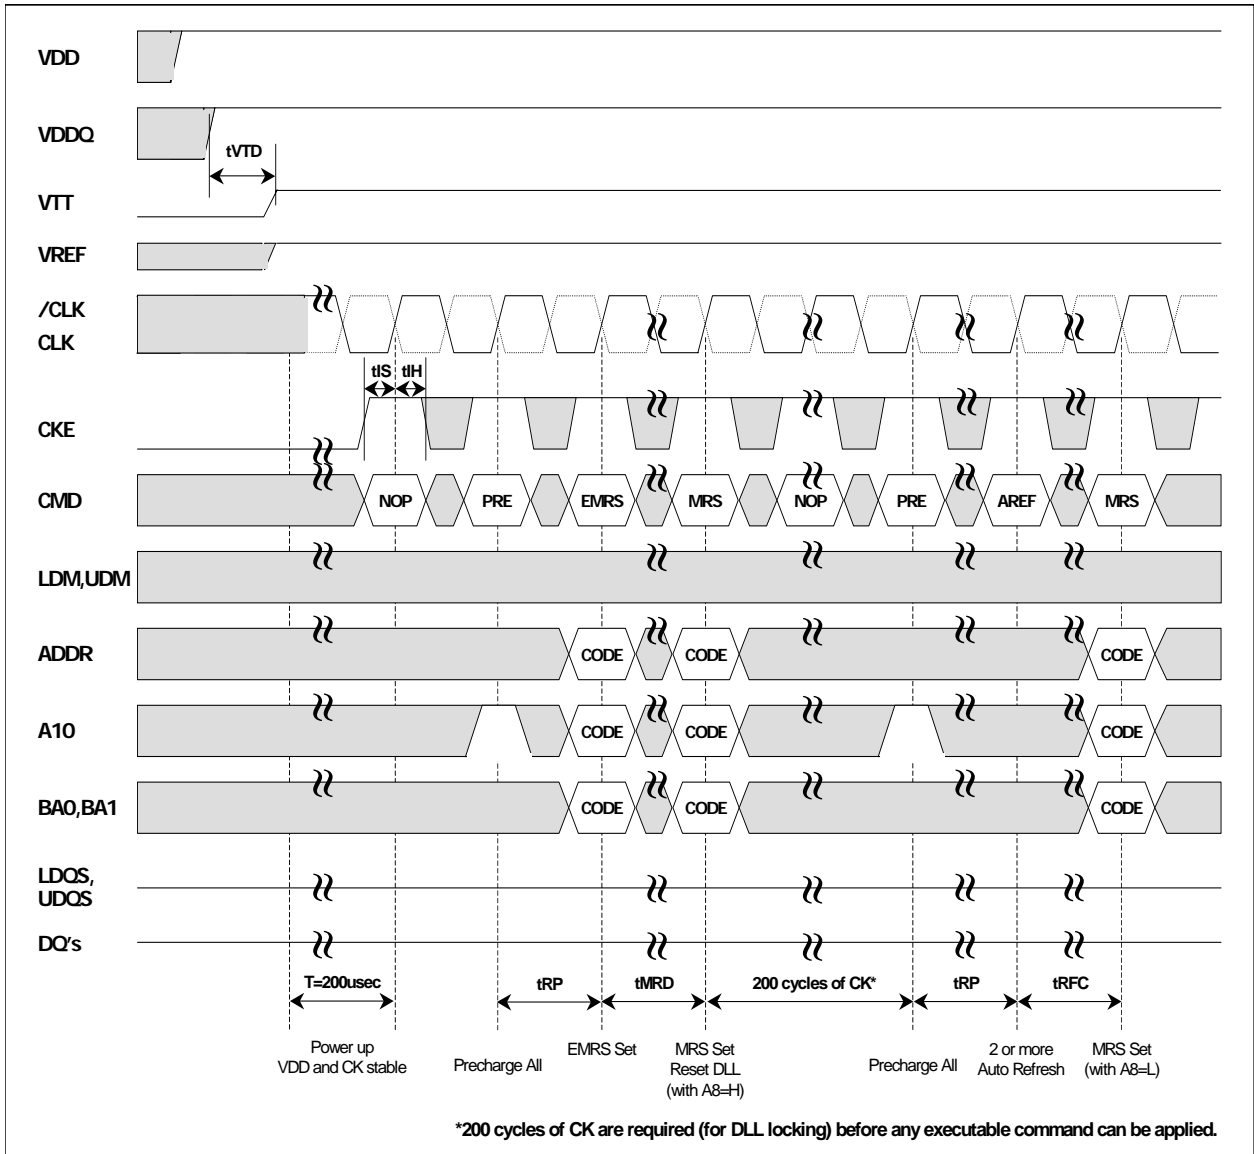 VDD
VDDQ
tVTD
VTT
VREF
/CLK
CLK
tIS tIH
CKE
CMD NOP PRE EMRS MRS NOP PRE AREF MRS
LDM,UDM
ADDR CODE CODE CODE
A10 CODE CODE CODE
BA0,BA1 CODE CODE CODE
LDQS,
UDQS
DQ's
T=200usec tRP tMRD 200 cycles of CK* tRP tRFC
Power up
VDD and CK stable
Precharge All
EMRS Set
MRS Set
Reset DLL
(with A8=H)
Precharge All
2 or more
Auto Refresh
MRS Set
(with A8=L)
*200 cycles of CK are required (for DLL locking) before any executable command can be applied.